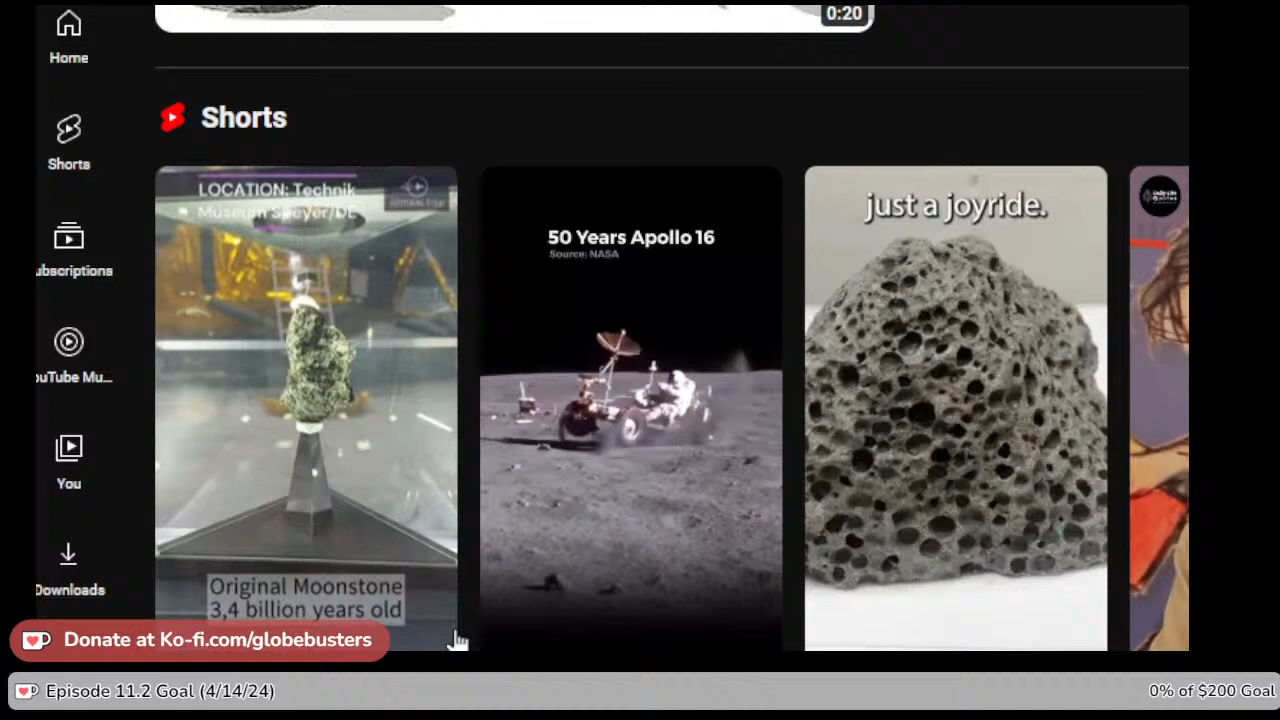 0:20
Home
Shorts
Shorts
ubscriptions
ouTube Mu...
You
Downloads
LOCATION: Technik
Museum Speyer/DE
Original Moonstone
3,4 billion years old
50 Years Apollo 16
Source: NASA
just a joyride.
Donate at Ko-fi.com/globebusters
Episode 11.2 Goal (4/14/24)
0% of $200 Goal